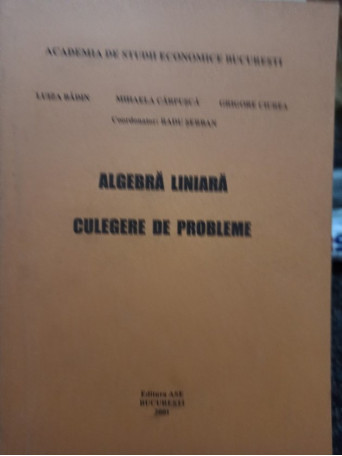 ACADEMIA DE STUDII ECONOMICE BUCUREȘTI
LUIZA BĂDIN MIHAELA CĂRPUȘCĂ GRIGORE CIUREA
Coordonator: RADU ȘERBAN
ALGEBRĂ LINIARĂ
CULEGERE DE PROBLEME
Editura ASE
BUCUREȘTI
2001